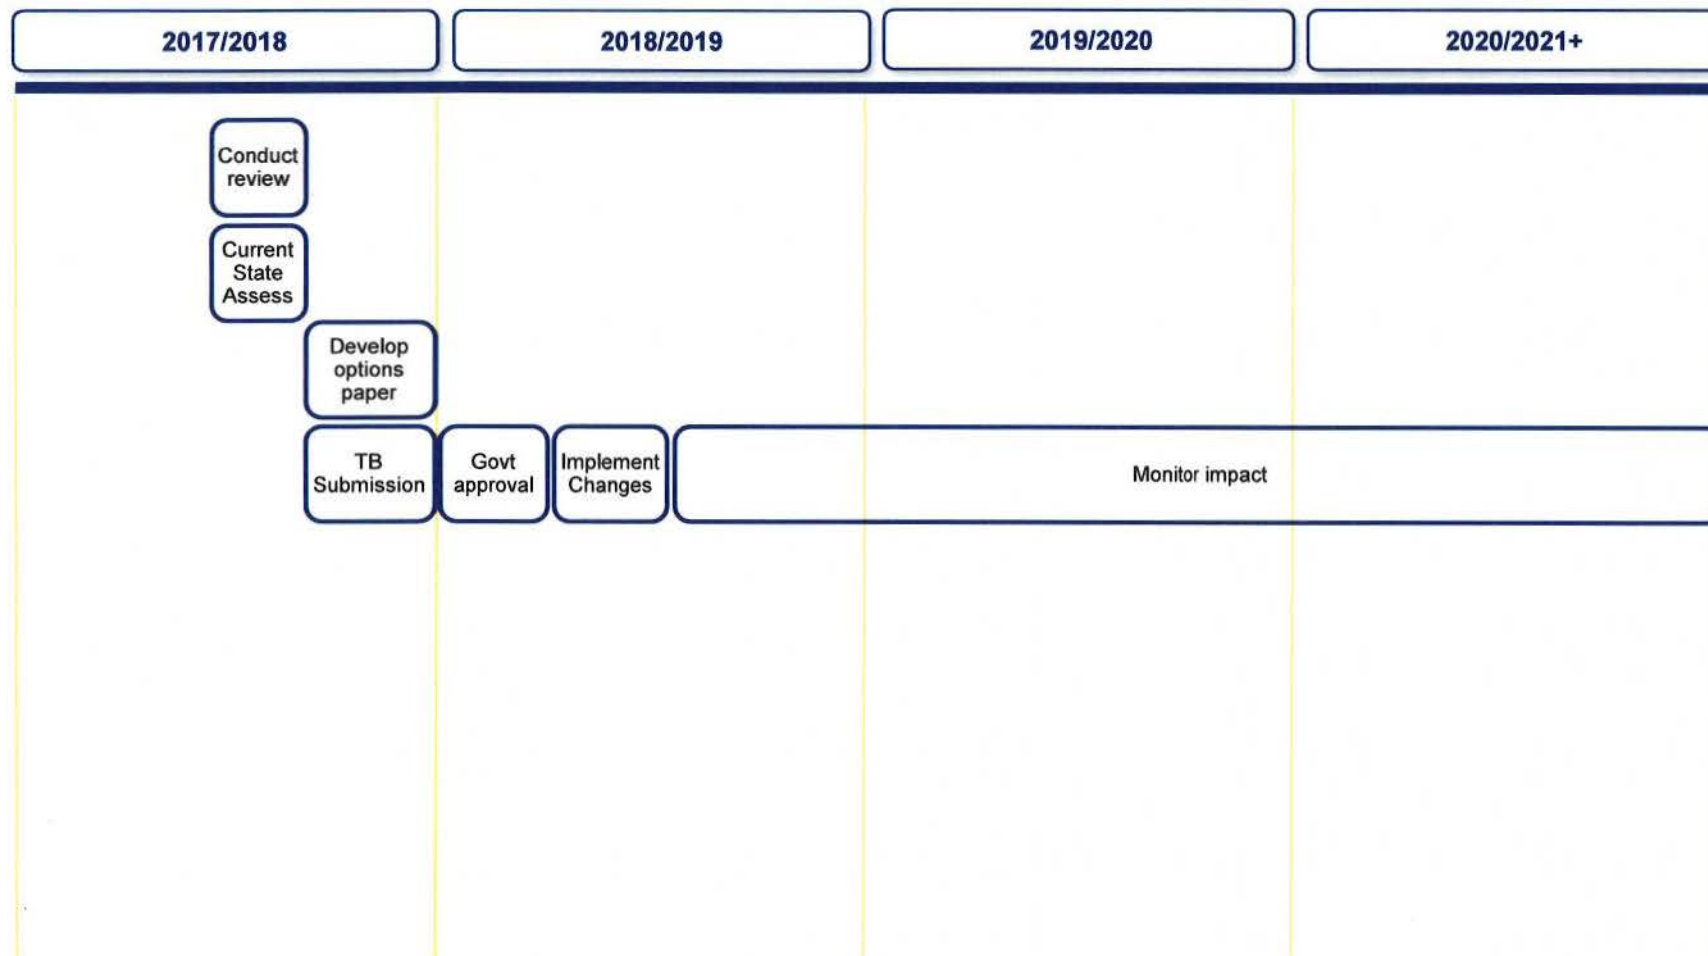 2017/2018
2018/2019
2019/2020
2020/2021+
Conduct
review
Current
State
Assess
Develop
options
paper
TB
Submission
Govt
approval
Implement
Changes
Monitor impact